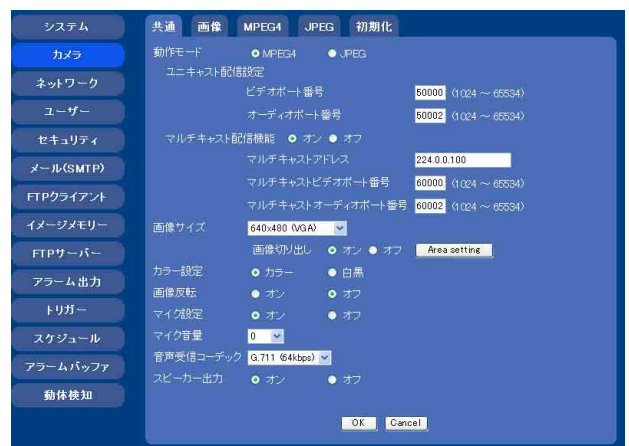 システム
カメラ
ネットワーク
ユーザー
セキュリティ
メール(SMTP)
FTPクライアント
イメージメモリー
FTPサーバー
アラーム出力
トリガー
スケジュール
アラームバッファ
動体検知
共通 画像 MPEG4 JPEG 初期化
動作モード MPEG4 JPEG
ユニキャスト配信設定
ビデオポート番号 50000 (1024 ～ 65534)
オーディオポート番号 50002 (1024 ～ 65534)
マルチキャスト配信機能 オン オフ
マルチキャストアドレス 224.0.0.100
マルチキャストビデオポート番号 60000 (1024 ～ 65534)
マルチキャストオーディオポート番号 60002 (1024 ～ 65534)
画像サイズ 640x480 (VGA)
画像切り出し オン オフ Area setting
カラー設定 カラー 白黒
画像反転 オン オフ
マイク設定 オン オフ
マイク音量 0
音声受信コーデック G.711 (64kbps)
スピーカー出力 オン オフ
OK Cancel